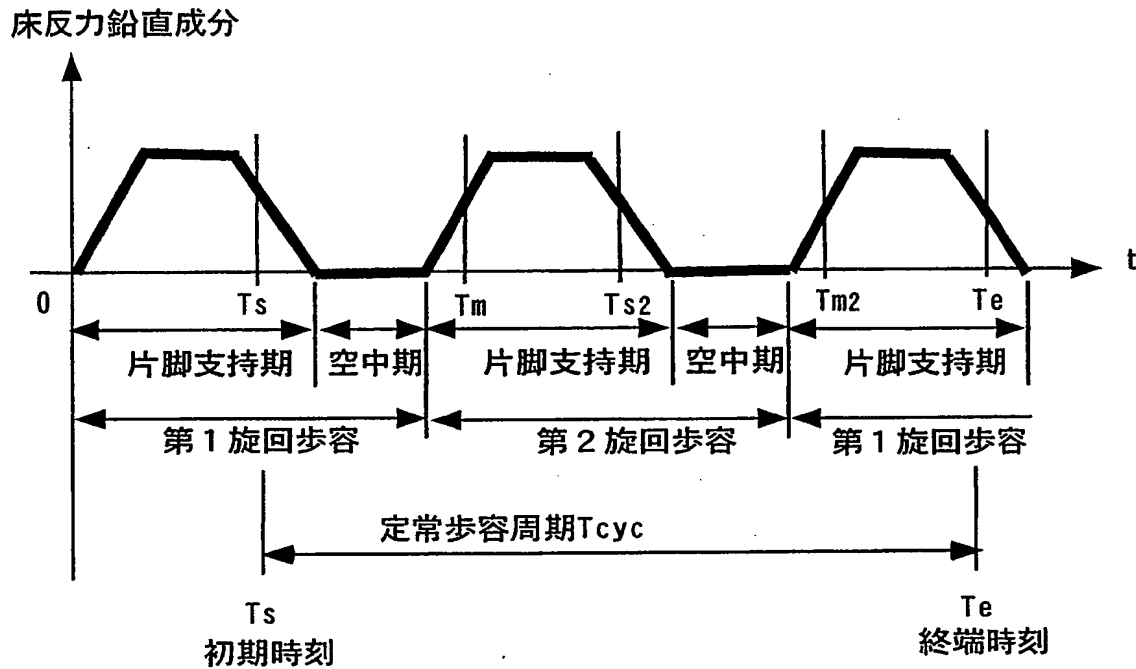 床反力鉛直成分
t
0
Ts
Tm
Ts2
Tm2
Te
片脚支持期
空中期
片脚支持期
空中期
片脚支持期
第1旋回歩容
第2旋回歩容
第1旋回歩容
定常歩容周期Tcyc
Ts
初期時刻
Te
終端時刻